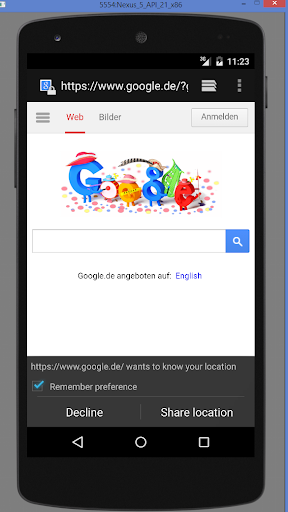 5554:Nexus_5_API_21_x86
3G 11:23
https://www.google.de/?g
Web Bilder Anmelden
Google
Google.de angeboten auf: English
https://www.google.de/ wants to know your location
Remember preference
Decline Share location